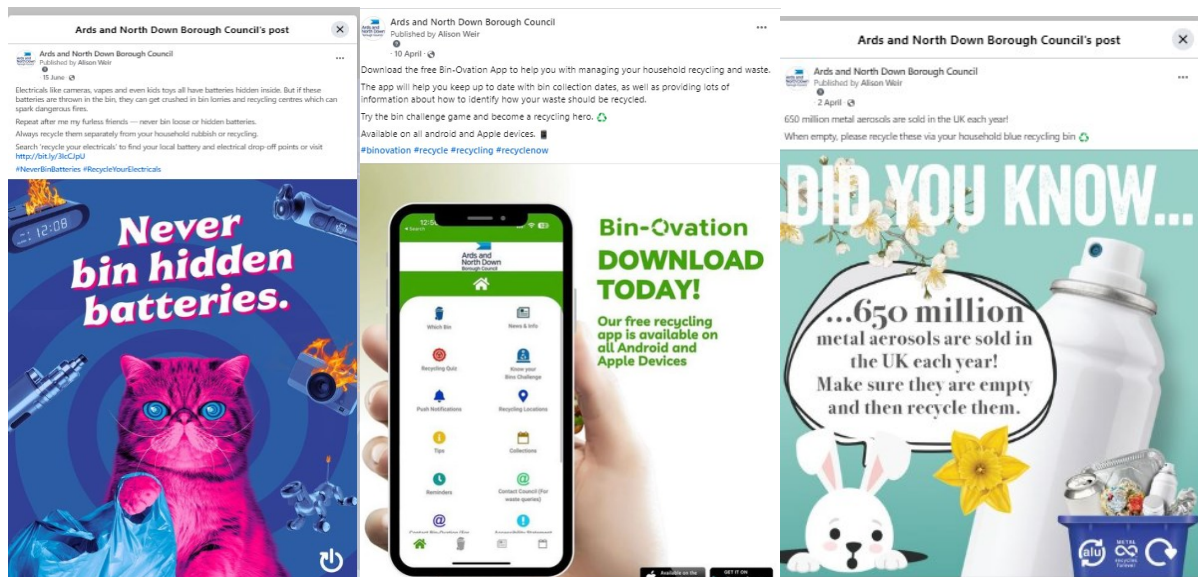 Ards and North Down Borough Council's post
Ards and North Down Borough Council
Published by Alison Weir
15 June
Electricals like cameras, vapes and even kids toys all have batteries hidden inside. But if these
batteries are thrown in the bin, they can get crushed in bin lorries and recycling centres which can
spark dangerous fires.
Repeat after me my furless friends — never bin loose or hidden batteries.
Always recycle them separately from your household rubbish or recycling.
Search 'recycle your electricals' to find your local battery and electrical drop-off points or visit
http://bit.ly/3IcCJpU
#NeverBinBatteries #RecycleYourElectricals
12:08
Never
bin hidden
batteries.
Ards and North Down Borough Council
Published by Alison Weir
· 10 April ·
Download the free Bin-Ovation App to help you with managing your household recycling and waste.
The app will help you keep up to date with bin collection dates, as well as providing lots of
information about how to identify how your waste should be recycled.
Try the bin challenge game and become a recycling hero.
Available on all android and Apple devices.
#binovation #recycle #recycling #recyclenow
Search
Ards and
North Down
Borough Council
Which Bin
News & Info
Recycling Quiz
Know your
Bins Challenge
Push Notifications
Recycling Locations
Tips
Collections
Reminders
Contact Council (For
waste queries)
Bin-Ovation
DOWNLOAD
TODAY!
Our free recycling
app is available on
all Android and
Apple Devices
Available on the
GET IT ON
Ards and North Down Borough Council's post
Ards and North Down Borough Council
Published by Alison Weir
· 2 April ·
650 million metal aerosols are sold in the UK each year!
When empty, please recycle these via your household blue recycling bin
DID YOU KNOW...
...650 million
metal aerosols are sold in
the UK each year!
Make sure they are empty
and then recycle them.
alu
METAL
recycles
forever